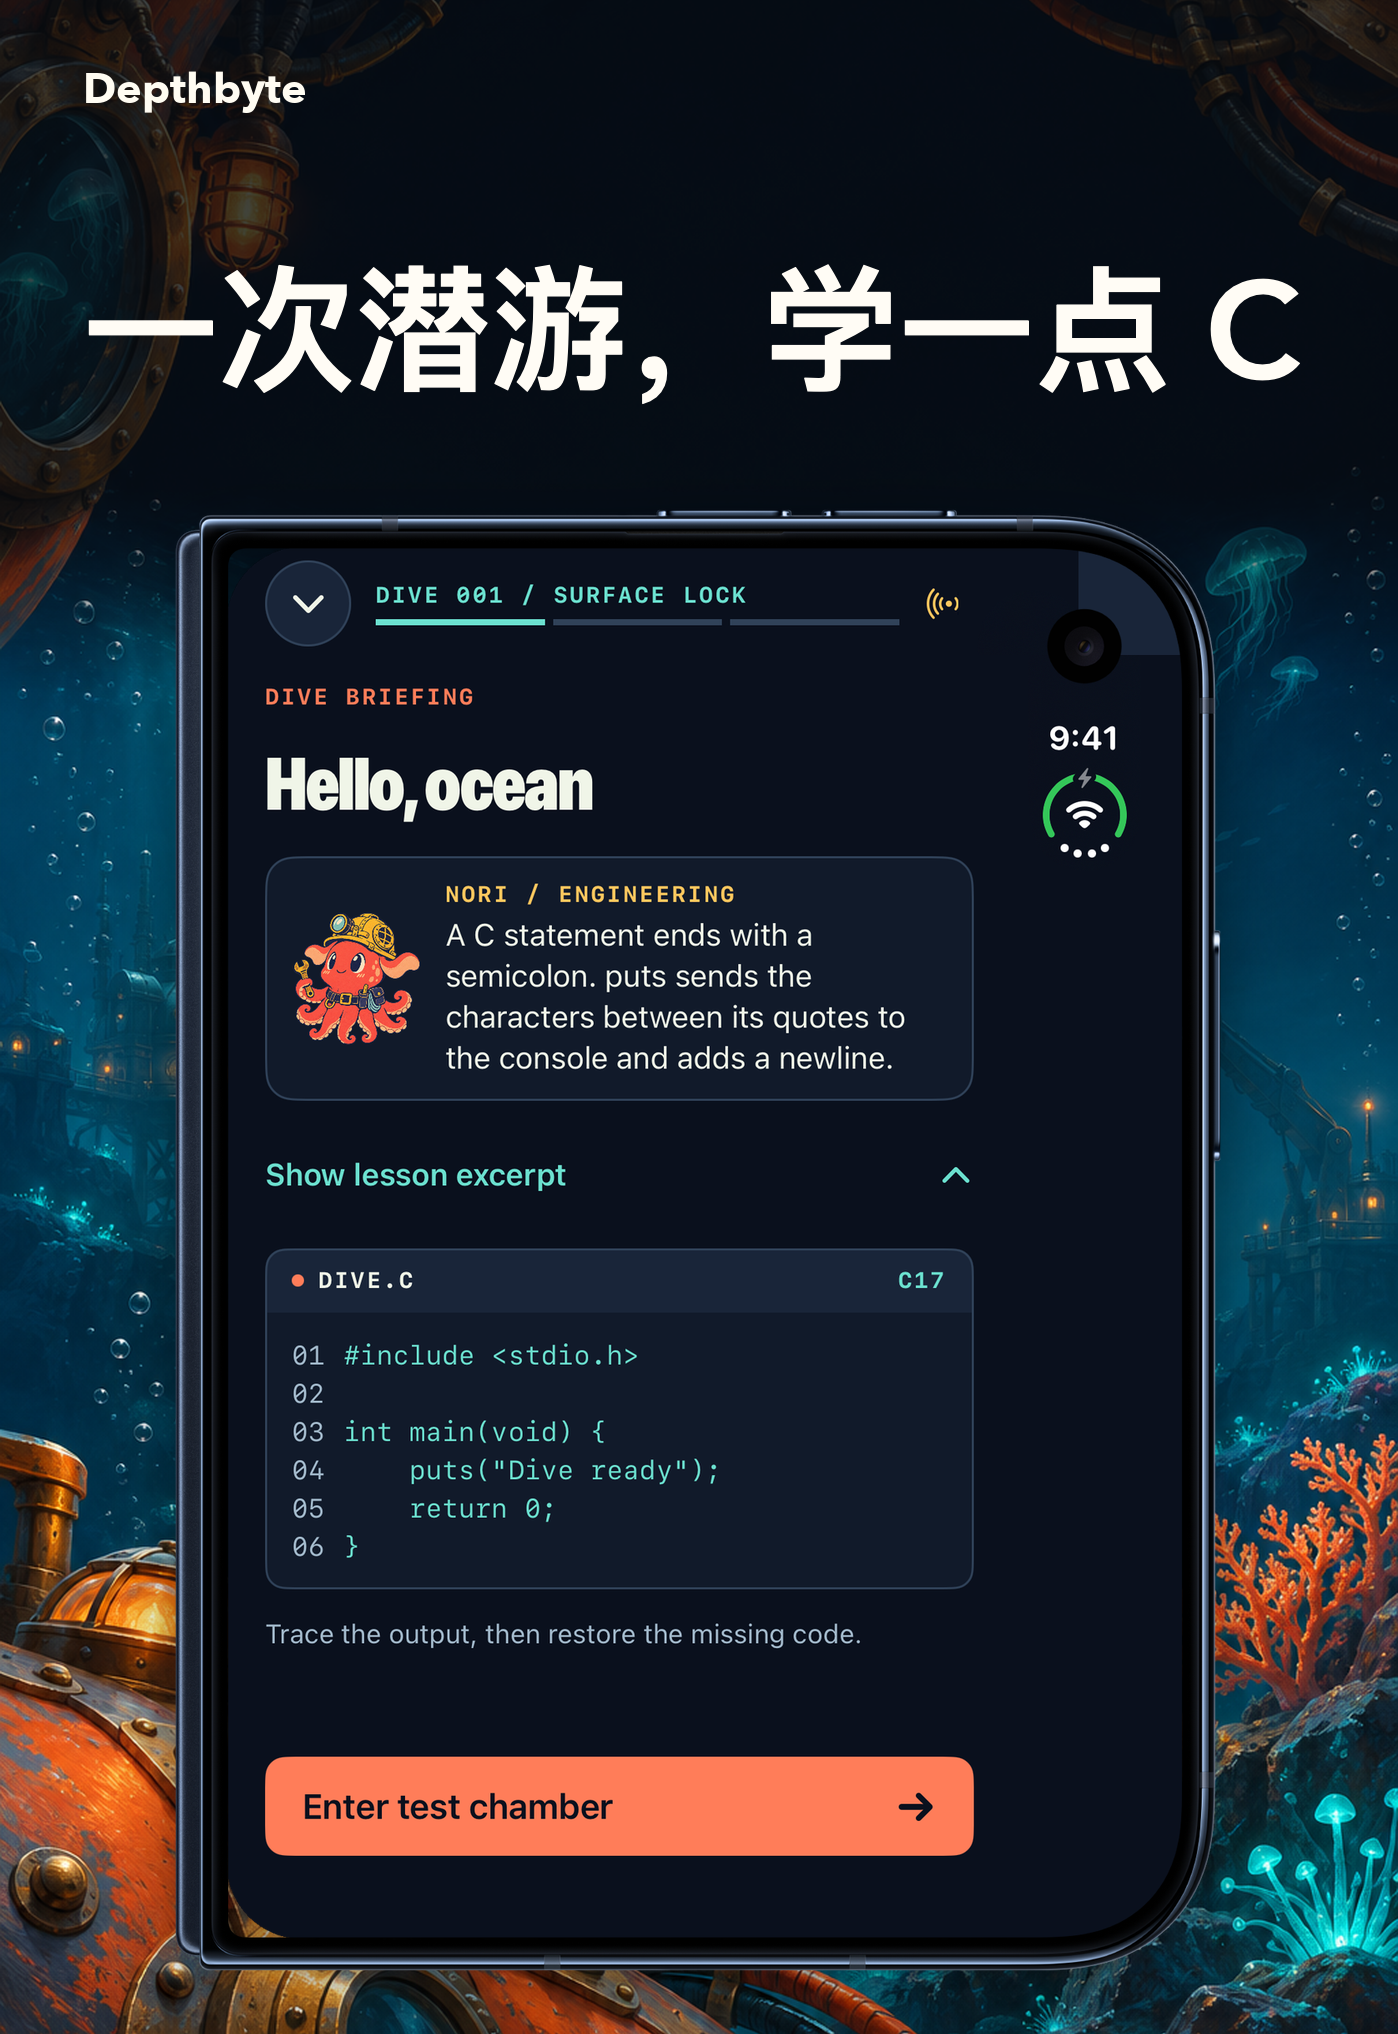 Depthbyte
一次潜游，学一点 C
DIVE 001 / SURFACE LOCK
DIVE BRIEFING
9:41
Hello, ocean
NORI / ENGINEERING
A C statement ends with a
semicolon. puts sends the
characters between its quotes to
the console and adds a newline.
Show lesson excerpt
DIVE.C C17
01 #include <stdio.h>
02
03 int main(void) {
04     puts("Dive ready");
05     return 0;
06 }
Trace the output, then restore the missing code.
Enter test chamber